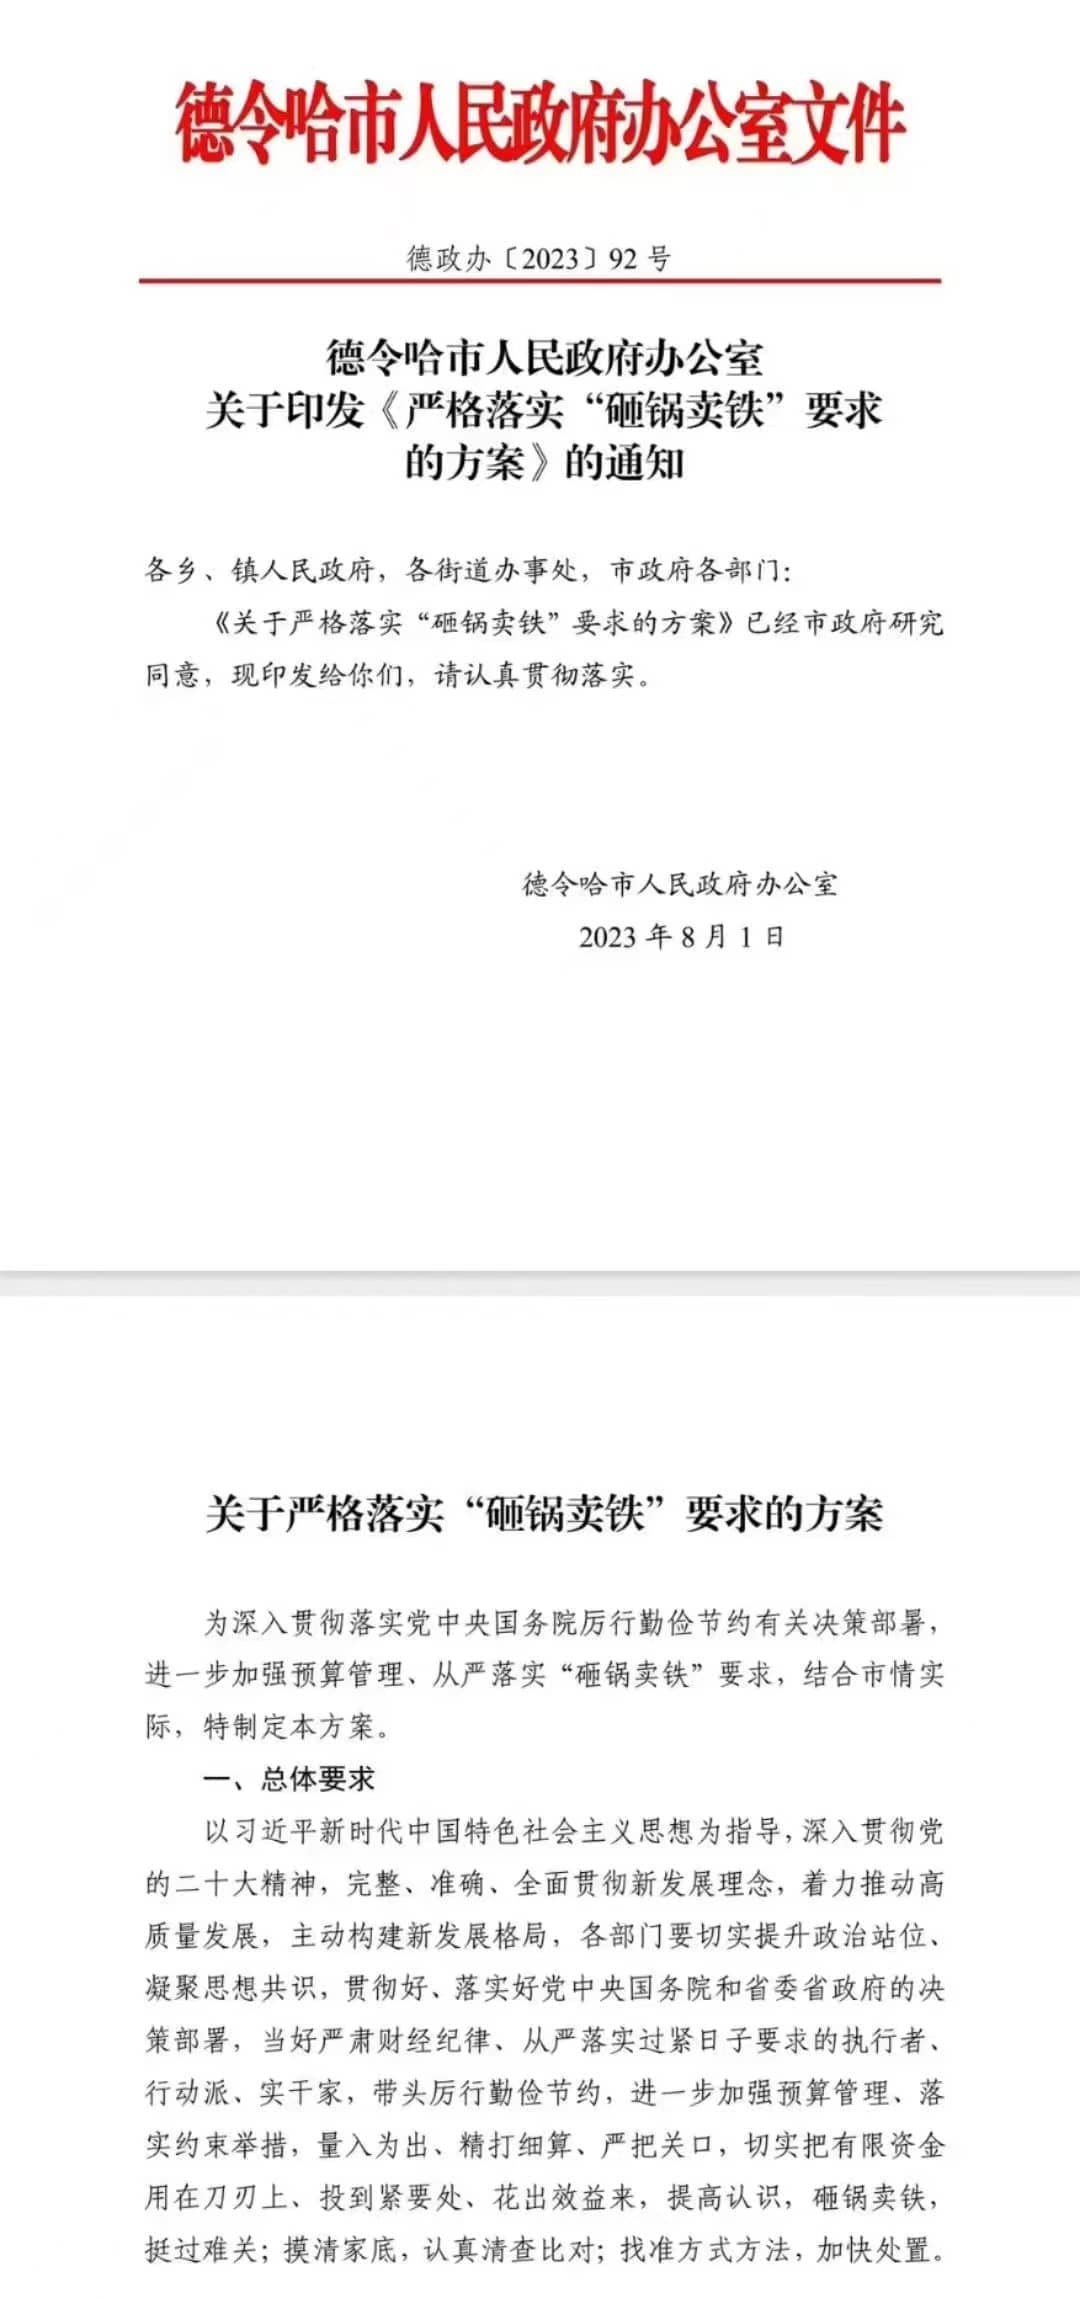 德令哈市人民政府办公室文件
德政办〔2023〕92 号
德令哈市人民政府办公室
关于印发《严格落实“砸锅卖铁”要求
的方案》的通知
各乡、镇人民政府，各街道办事处，市政府各部门：
《关于严格落实“砸锅卖铁”要求的方案》已经市政府研究
同意，现印发给你们，请认真贯彻落实。
德令哈市人民政府办公室
2023 年 8 月 1 日
关于严格落实“砸锅卖铁”要求的方案
为深入贯彻落实党中央国务院厉行勤俭节约有关决策部署，
进一步加强预算管理、从严落实“砸锅卖铁”要求，结合市情实
际，特制定本方案。
一、总体要求
以习近平新时代中国特色社会主义思想为指导，深入贯彻党
的二十大精神，完整、准确、全面贯彻新发展理念，着力推动高
质量发展，主动构建新发展格局，各部门要切实提升政治站位、
凝聚思想共识，贯彻好、落实好党中央国务院和省委省政府的决
策部署，当好严肃财经纪律、从严落实过紧日子要求的执行者、
行动派、实干家，带头厉行勤俭节约，进一步加强预算管理、落
实约束举措，量入为出、精打细算、严把关口，切实把有限资金
用在刀刃上、投到紧要处、花出效益来，提高认识，砸锅卖铁，
挺过难关；摸清家底，认真清查比对；找准方式方法，加快处置。